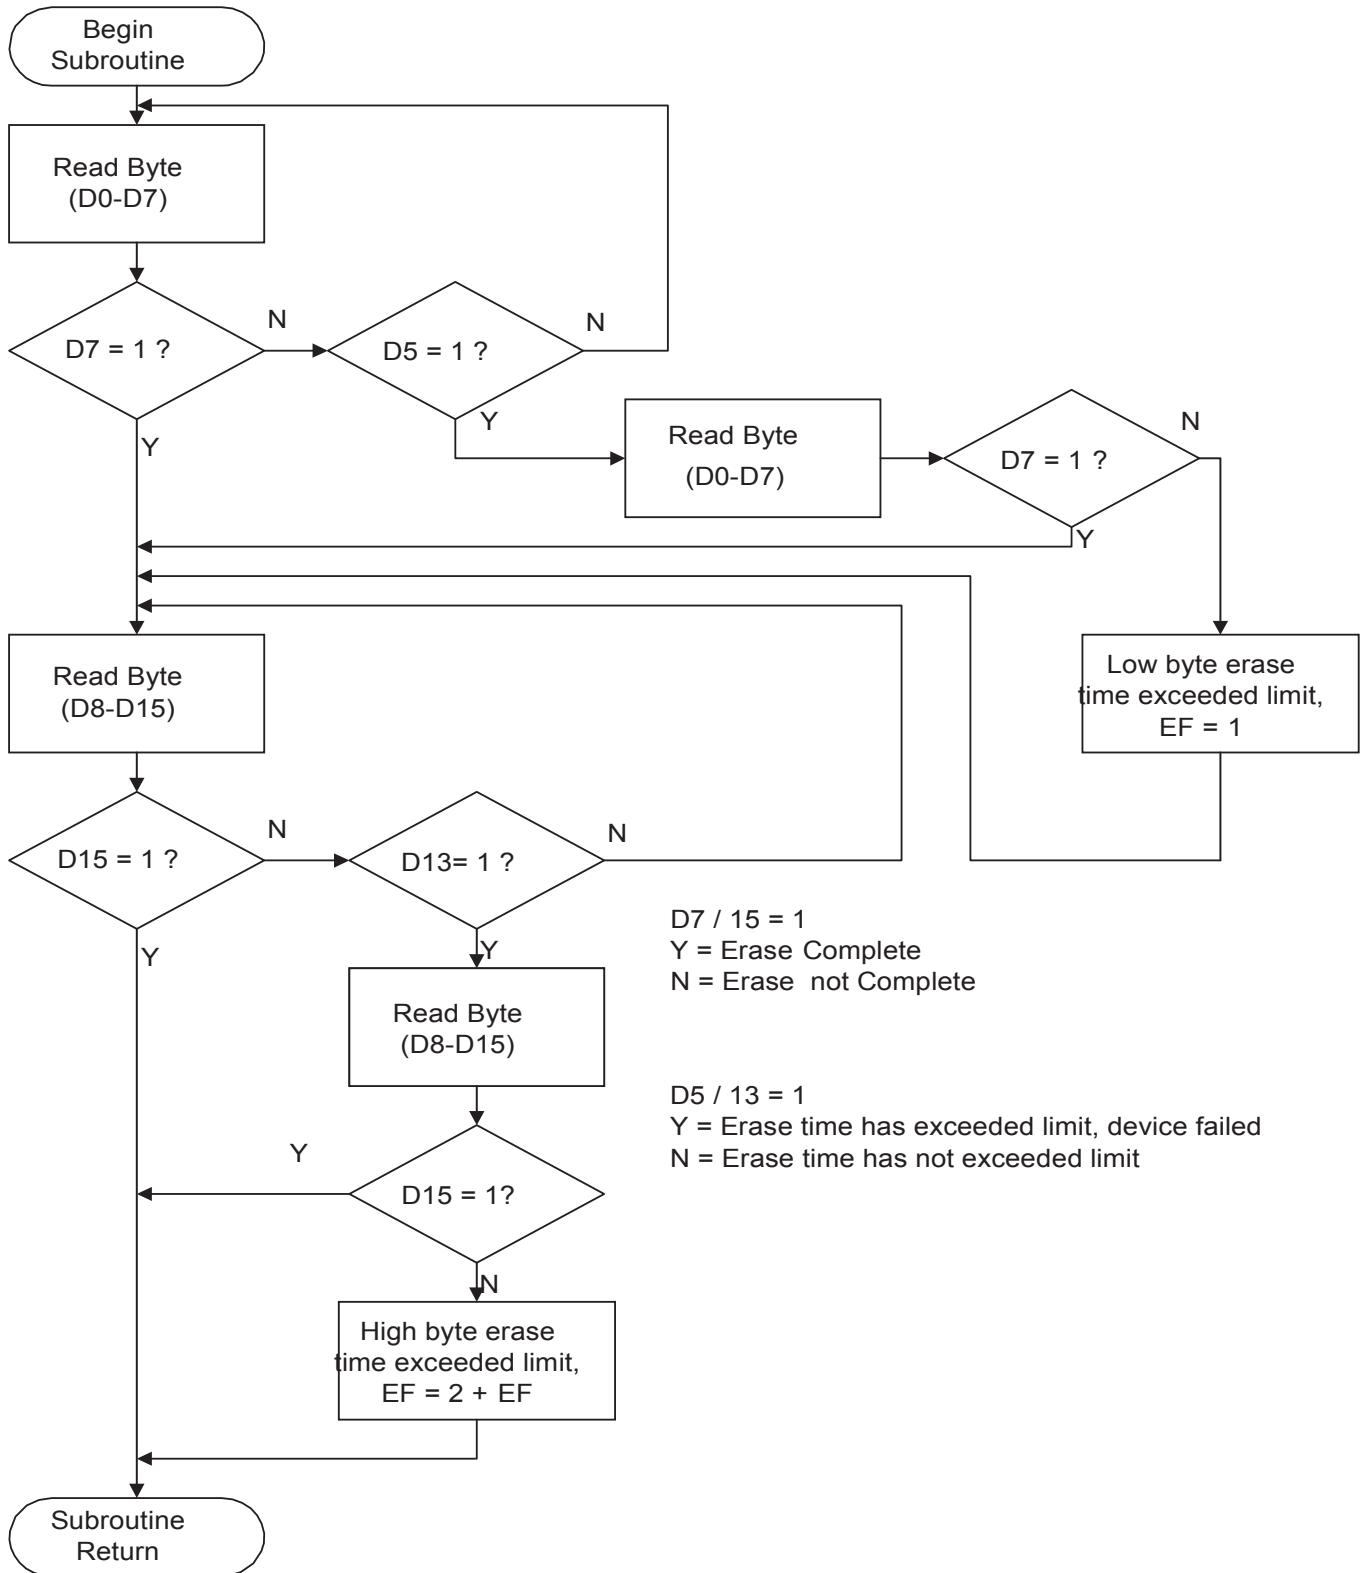 Begin
Subroutine
Read Byte
(D0-D7)
D7 = 1 ?
N
D5 = 1 ?
N
Y
Y
Read Byte
(D0-D7)
D7 = 1 ?
N
Y
Low byte erase
time exceeded limit,
EF = 1
Read Byte
(D8-D15)
D15 = 1 ?
N
D13= 1 ?
N
Y
Y
D7 / 15 = 1
Y = Erase Complete
N = Erase  not Complete
Read Byte
(D8-D15)
D5 / 13 = 1
Y = Erase time has exceeded limit, device failed
N = Erase time has not exceeded limit
Y
D15 = 1?
N
High byte erase
time exceeded limit,
EF = 2 + EF
Subroutine
Return